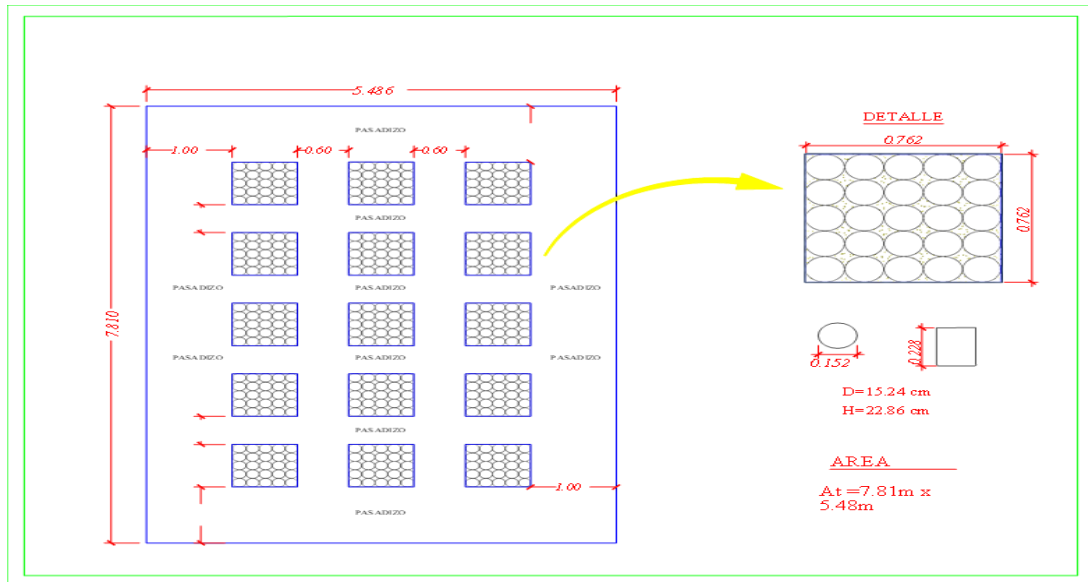 5.486
PASADIZO
1.00
0.60
0.60
PASADIZO
PASADIZO
PASADIZO
PASADIZO
7.810
PASADIZO
PASADIZO
PASADIZO
PASADIZO
1.00
PASADIZO
DETALLE
0.762
0.762
0.152
0.228
D=15.24 cm
H=22.86 cm
AREA
At =7.81m x
5.48m